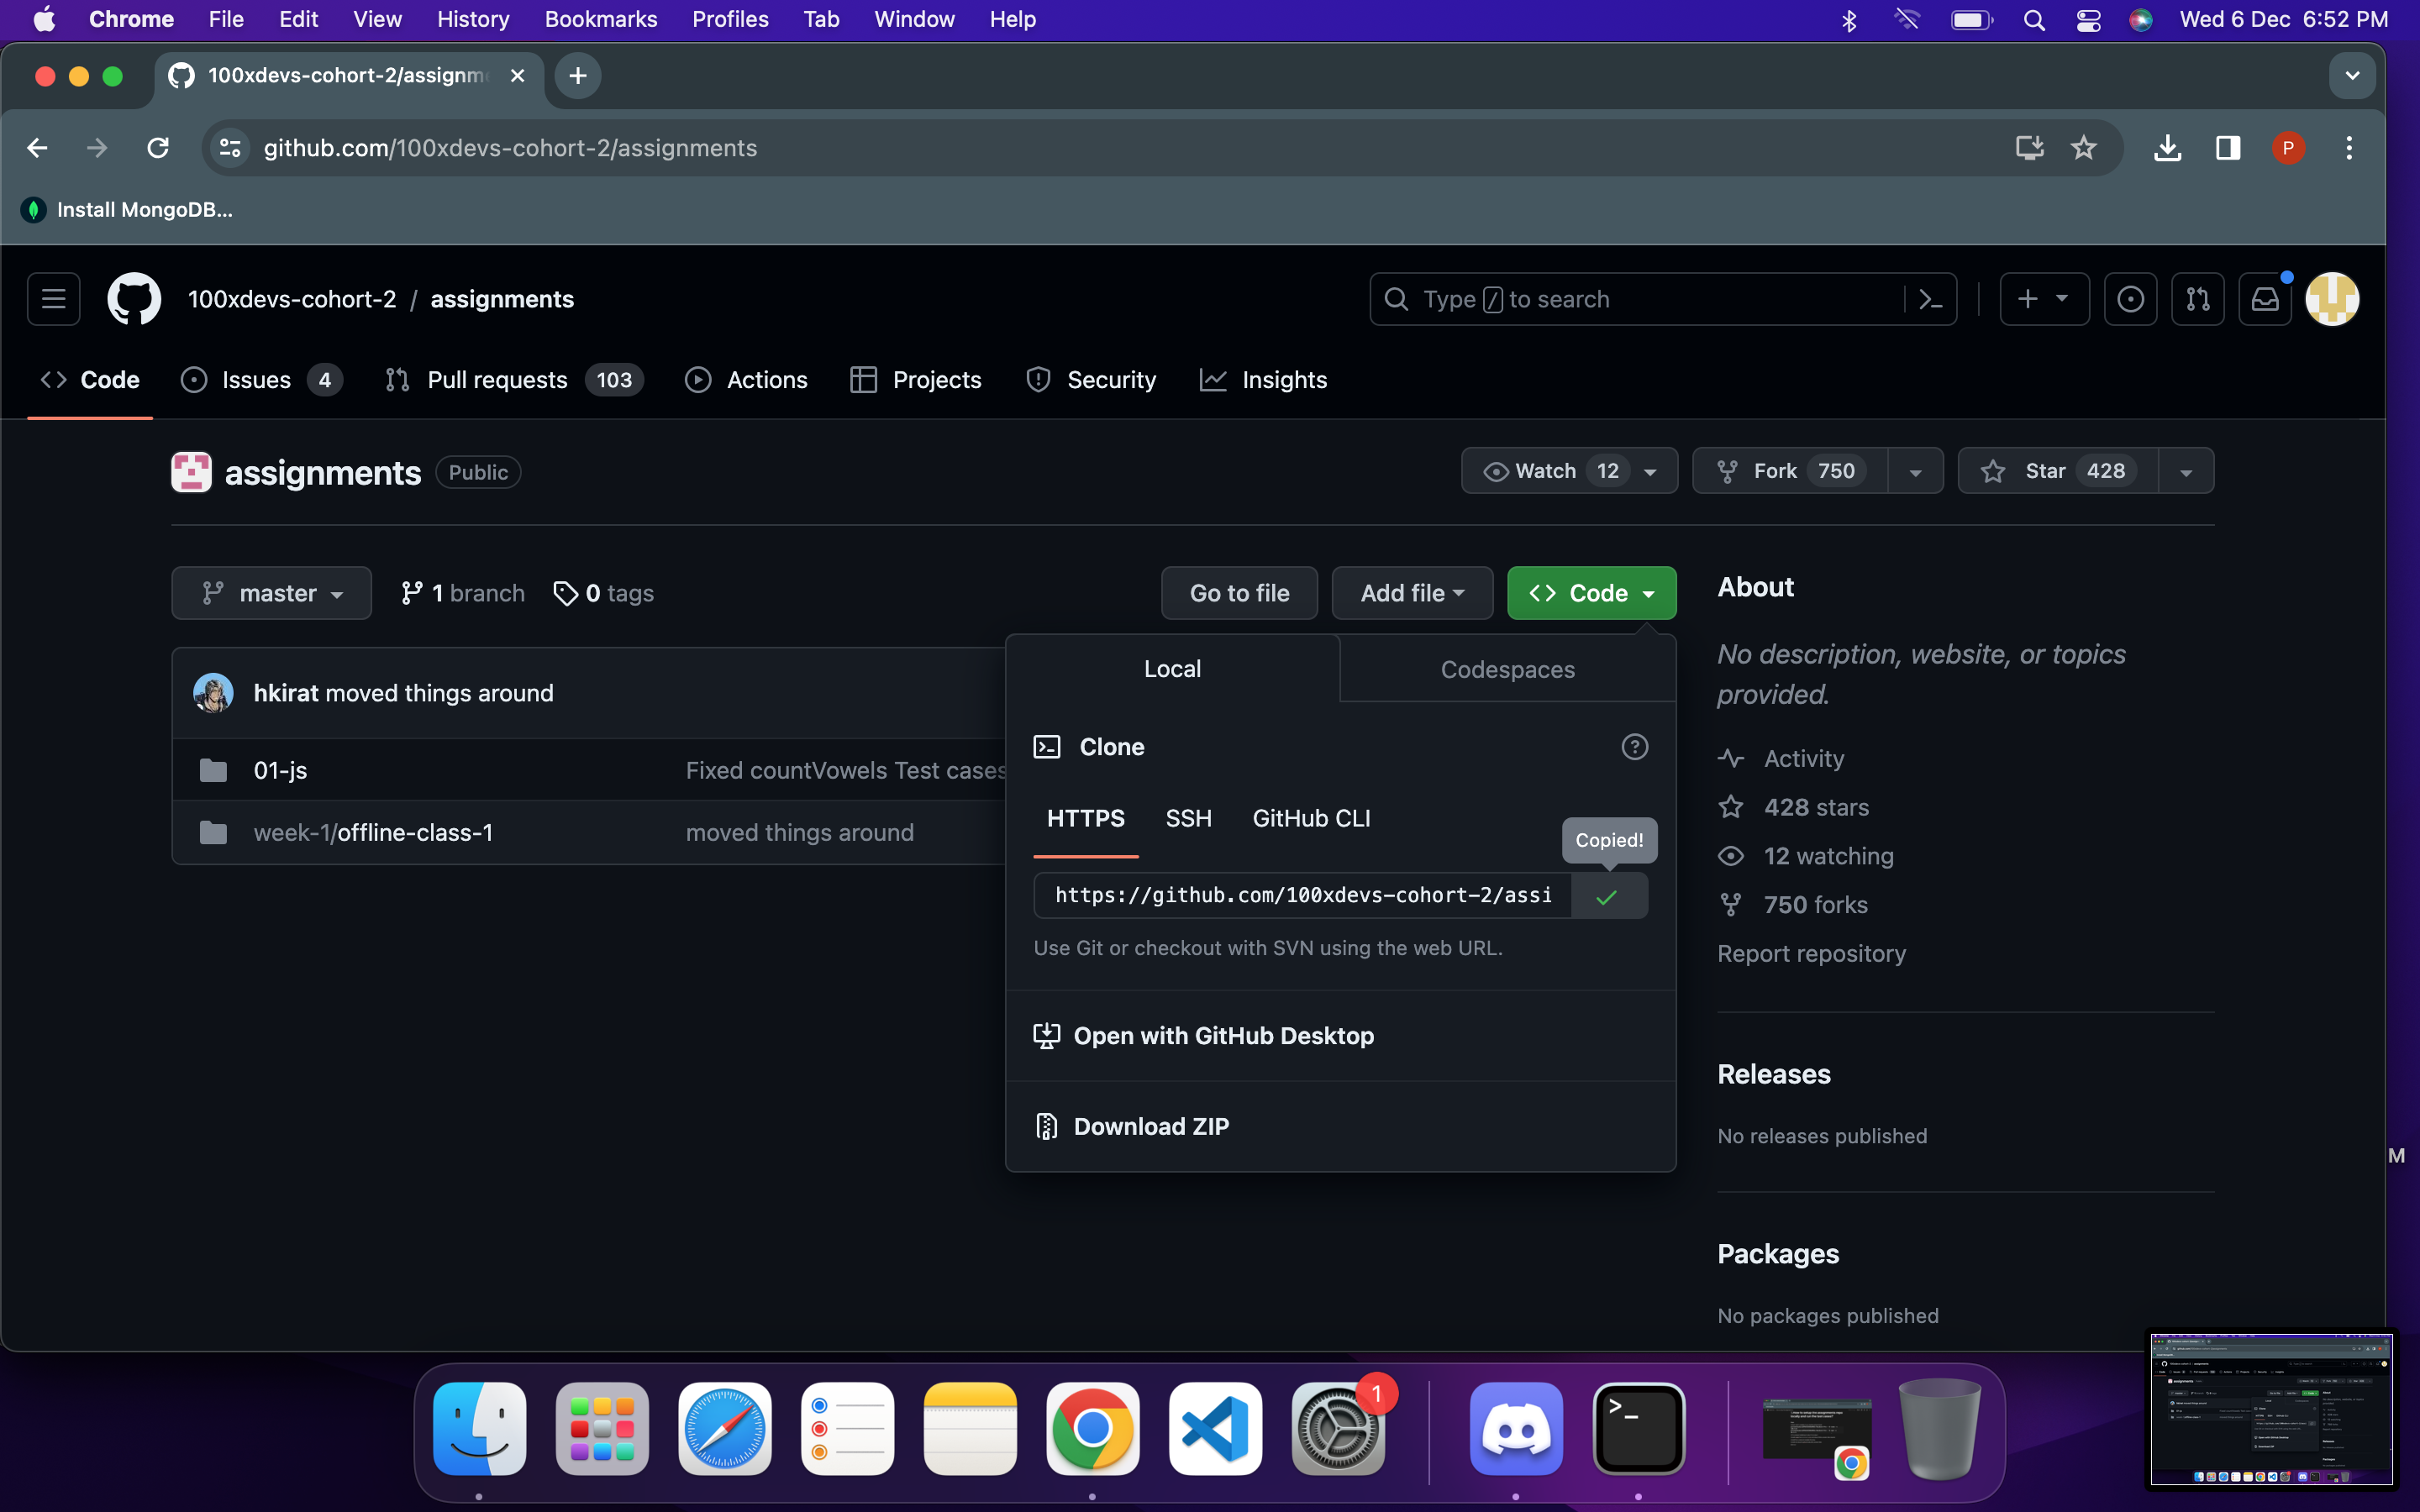 Chrome File Edit View History Bookmarks Profiles Tab Window Help Wed 6 Dec 6:52 PM
100xdevs-cohort-2/assignm
github.com/100xdevs-cohort-2/assignments P
Install MongoDB...
100xdevs-cohort-2 / assignments Type / to search
Code Issues 4 Pull requests 103 Actions Projects Security Insights
assignments Public Watch 12 Fork 750 Star 428
master 1 branch 0 tags Go to file Add file Code
hkirat moved things around
01-js Fixed countVowels Test cases
week-1/offline-class-1 moved things around
Local Codespaces
Clone
HTTPS SSH GitHub CLI
Copied!
https://github.com/100xdevs-cohort-2/assi
Use Git or checkout with SVN using the web URL.
Open with GitHub Desktop
Download ZIP
About
No description, website, or topics
provided.
Activity
428 stars
12 watching
750 forks
Report repository
Releases
No releases published
Packages
No packages published
M
1